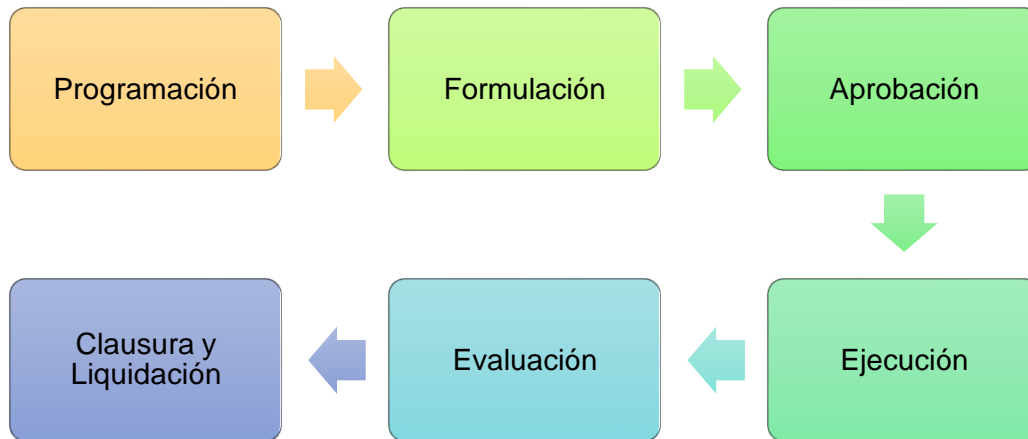 Programación
Formulación
Aprobación
Ejecución
Evaluación
Clausura y
Liquidación